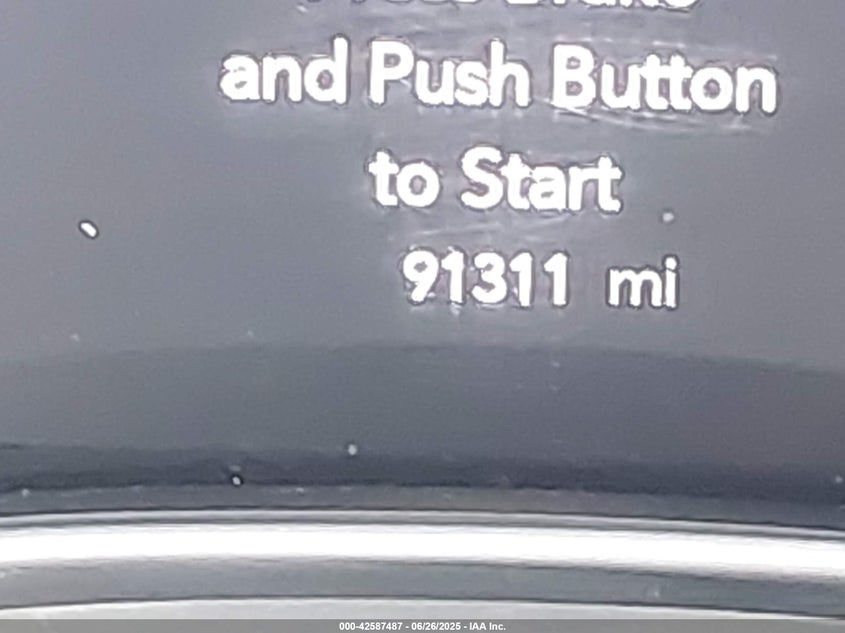 and Push Button
to Start
91311 mi
000-42587487 - 06/26/2025 - IAA Inc.